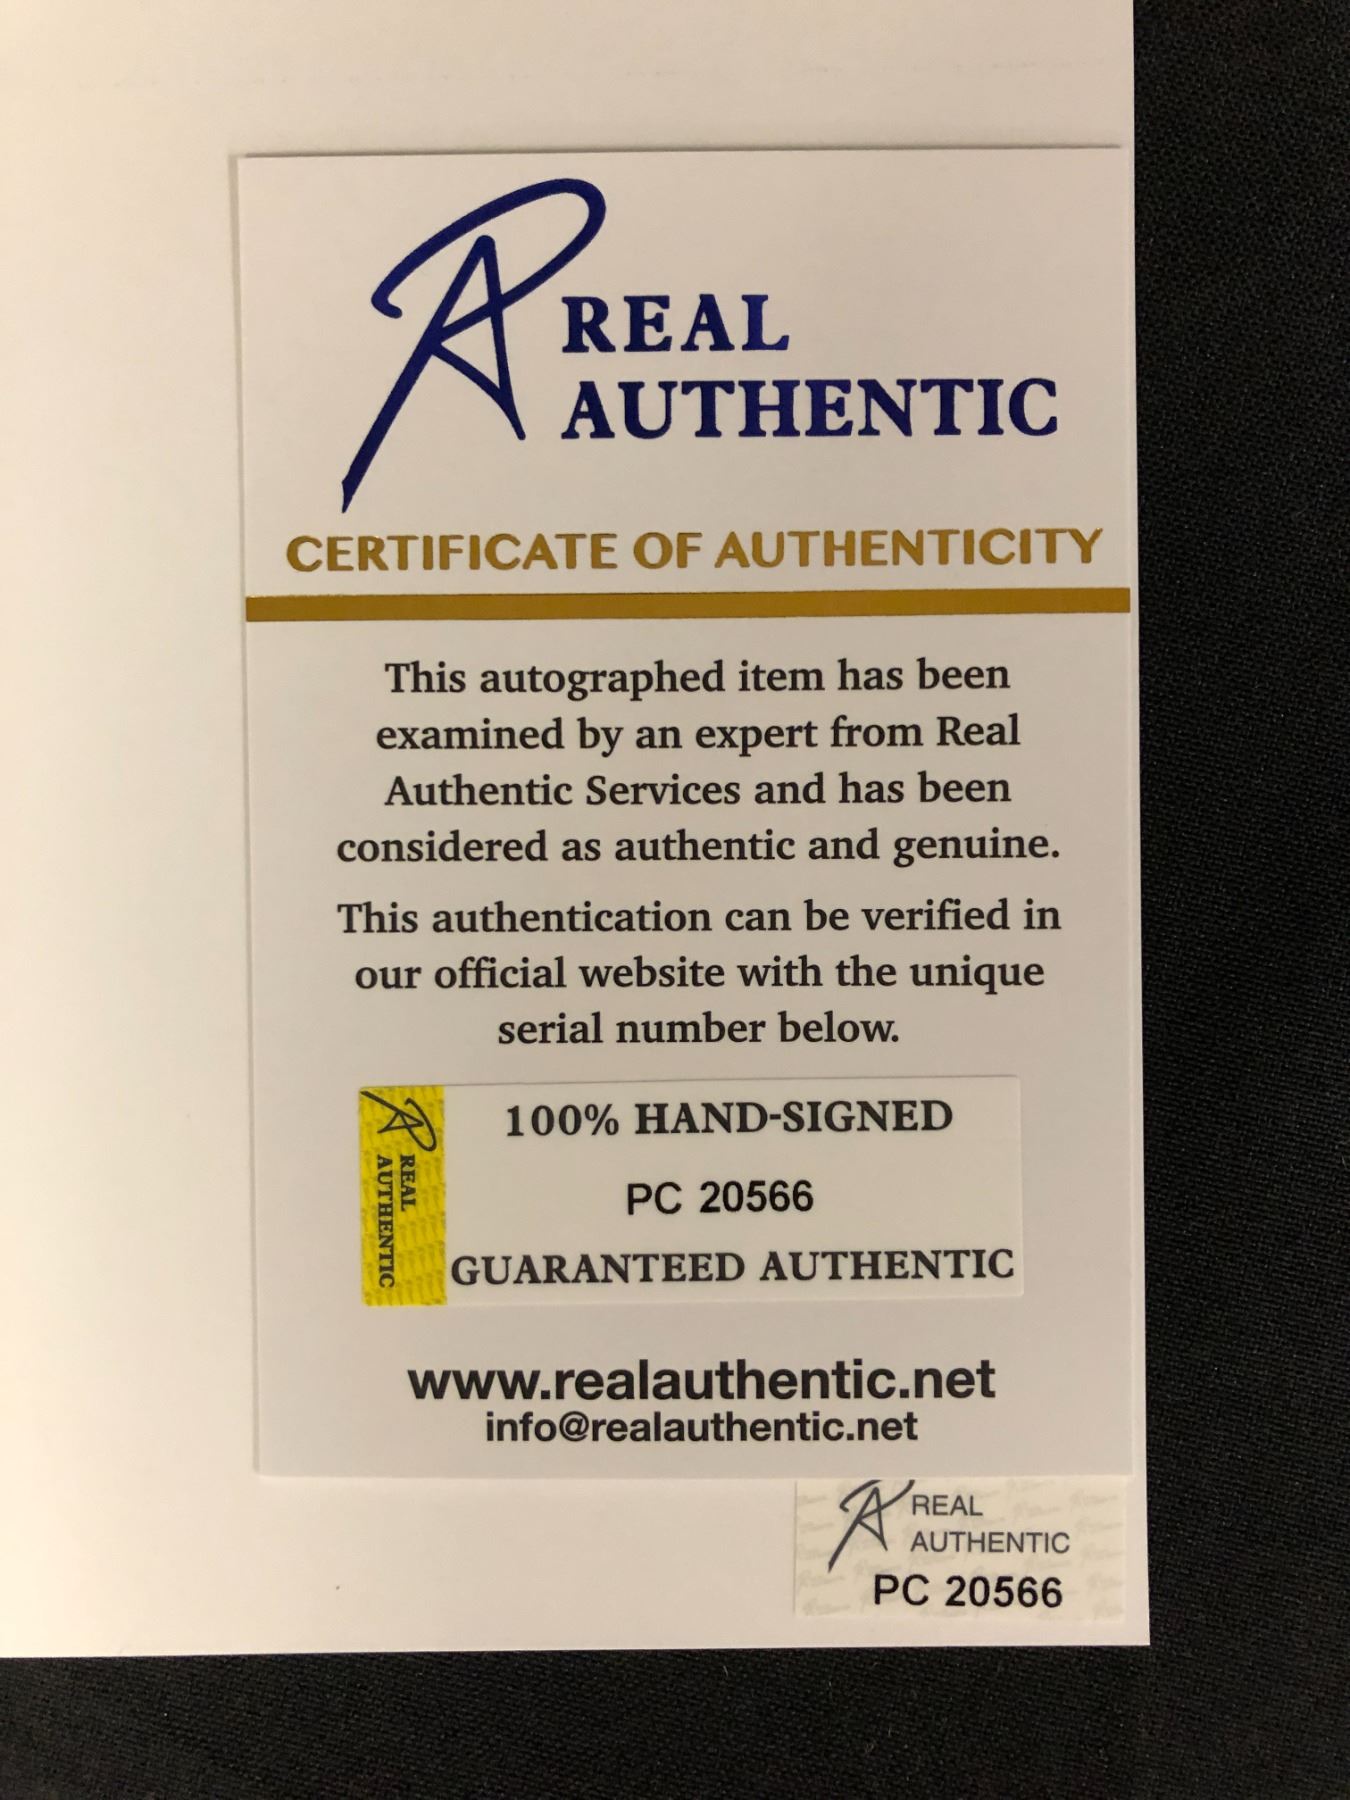 REAL
AUTHENTIC
CERTIFICATE OF AUTHENTICITY
This autographed item has been
examined by an expert from Real
Authentic Services and has been
considered as authentic and genuine.
This authentication can be verified in
our official website with the unique
serial number below.
REAL
AUTHENTIC
100% HAND-SIGNED
PC 20566
GUARANTEED AUTHENTIC
www.realauthentic.net
info@realauthentic.net
REAL
AUTHENTIC
PC 20566